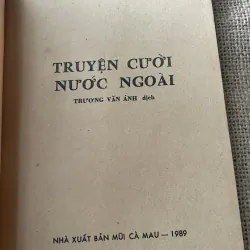 TRUYỆN CƯỜI
NƯỚC NGOÀI
TRƯƠNG VĂN ÁNH dịch
NHÀ XUẤT BẢN MŨI CÀ MAU — 1989